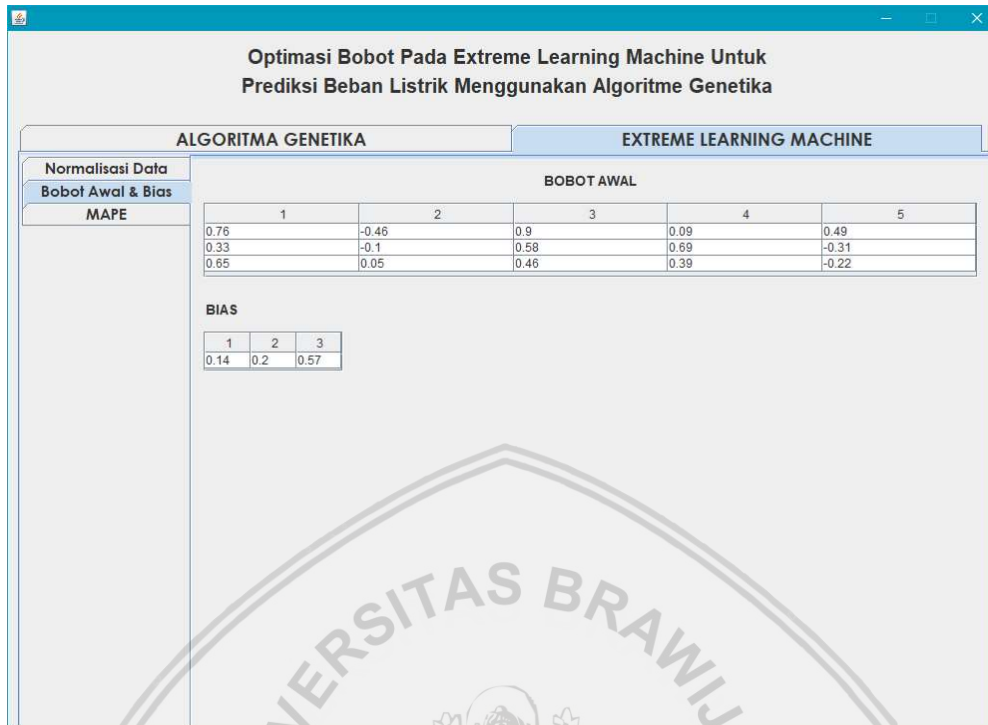 Optimasi Bobot Pada Extreme Learning Machine Untuk
Prediksi Beban Listrik Menggunakan Algoritme Genetika
ALGORITMA GENETIKA EXTREME LEARNING MACHINE
Normalisasi Data
Bobot Awal & Bias
MAPE
BOBOT AWAL
1 2 3 4 5
0.76 -0.46 0.9 0.09 0.49
0.33 -0.1 0.58 0.69 -0.31
0.65 0.05 0.46 0.39 -0.22
BIAS
1 2 3
0.14 0.2 0.57